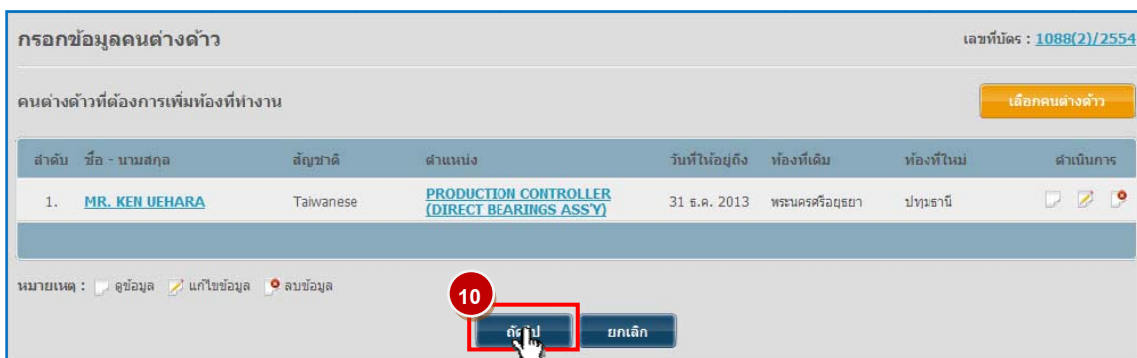 กรอกข้อมูลคนต่างด้าว
เลขที่บัตร : 1088(2)/2554
คนต่างด้าวที่ต้องการเพิ่มท้องที่ทำงาน
เลือกคนต่างด้าว
ลำดับ ชื่อ - นามสกุล สัญชาติ ตำแหน่ง วันที่ให้อยู่ถึง ท้องที่เดิม ท้องที่ใหม่ ดำเนินการ
1. MR. KEN UEHARA Taiwanese PRODUCTION CONTROLLER (DIRECT BEARINGS ASS'Y) 31 ธ.ค. 2013 พระนครศรีอยุธยา ปทุมธานี
หมายเหตุ : ดูข้อมูล แก้ไขข้อมูล ลบข้อมูล
10
ถัดไป ยกเลิก